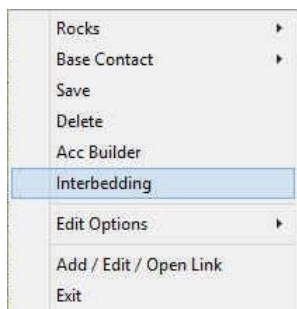 Rocks
Base Contact
Save
Delete
Acc Builder
Interbedding
Edit Options
Add / Edit / Open Link
Exit